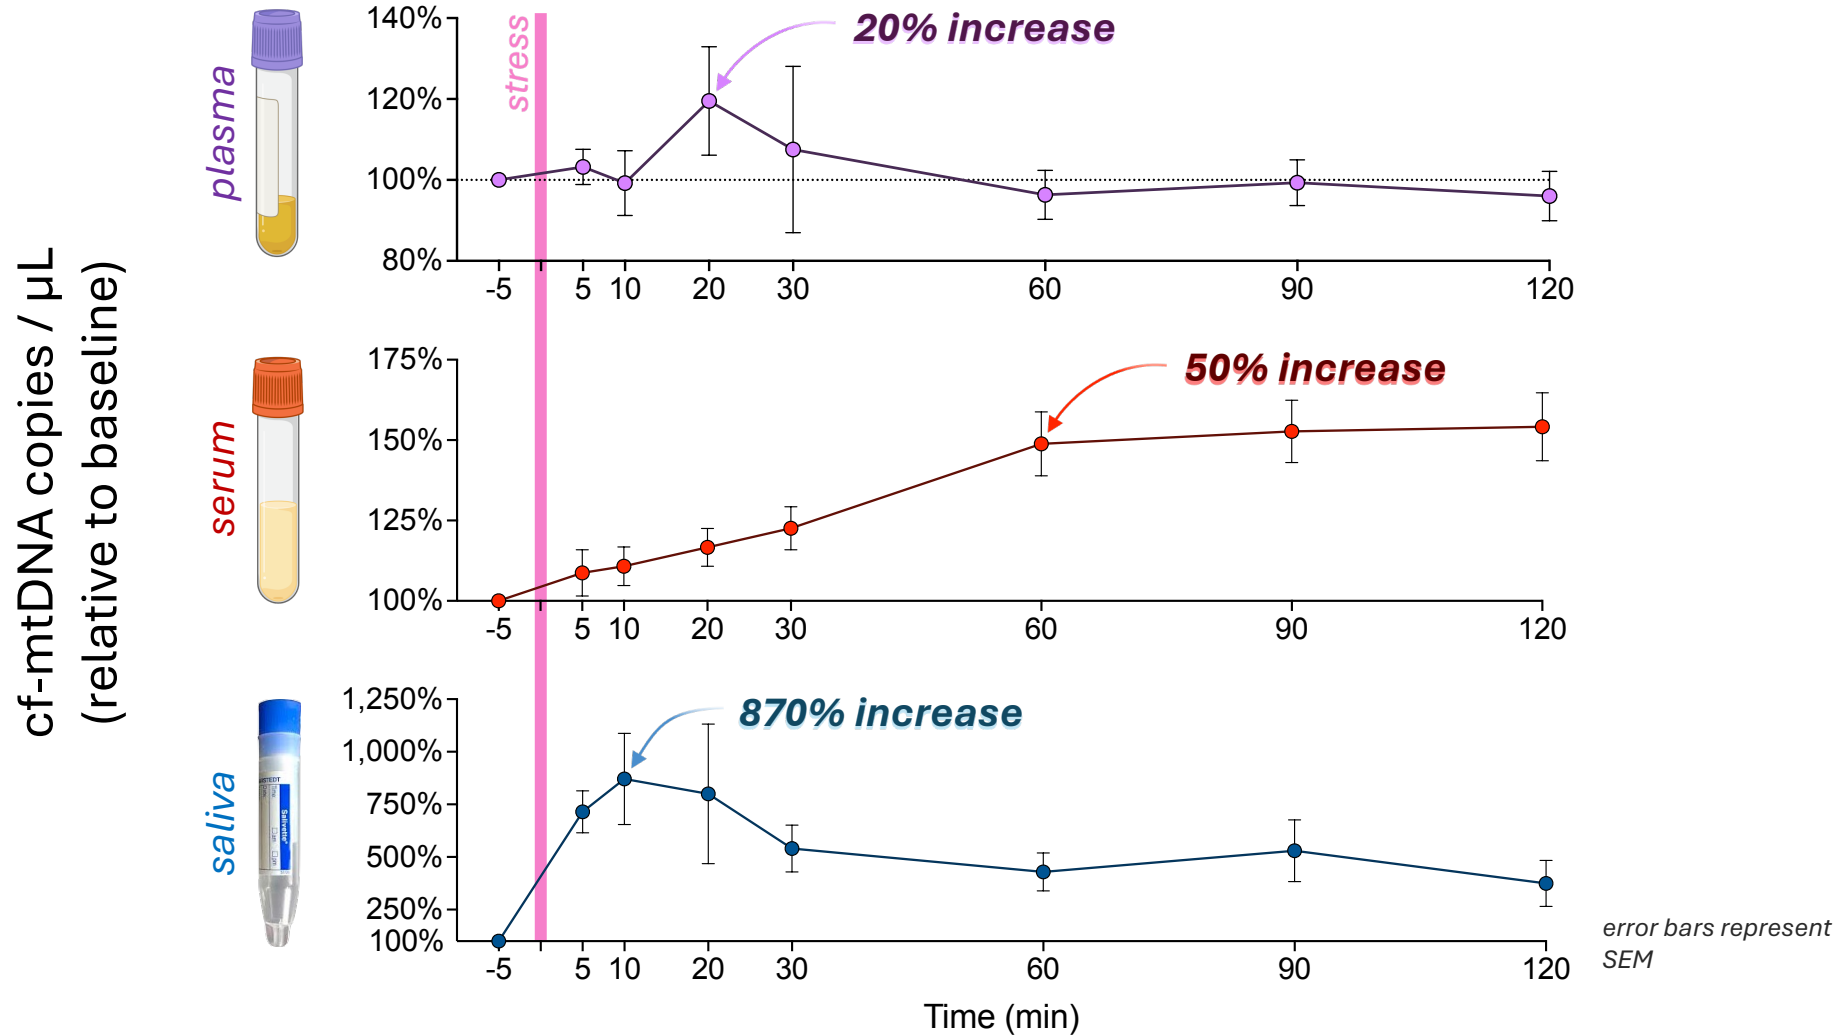 cf-mtDNA copies / µL
(relative to baseline)
plasma
140%
120%
100%
80%
stress
20% increase
-5 5 10 20 30 60 90 120
serum
175%
150%
125%
100%
50% increase
-5 5 10 20 30 60 90 120
saliva
1,250%
1,000%
750%
500%
250%
100%
870% increase
Salivette
-5 5 10 20 30 60 90 120
Time (min)
error bars represent
SEM